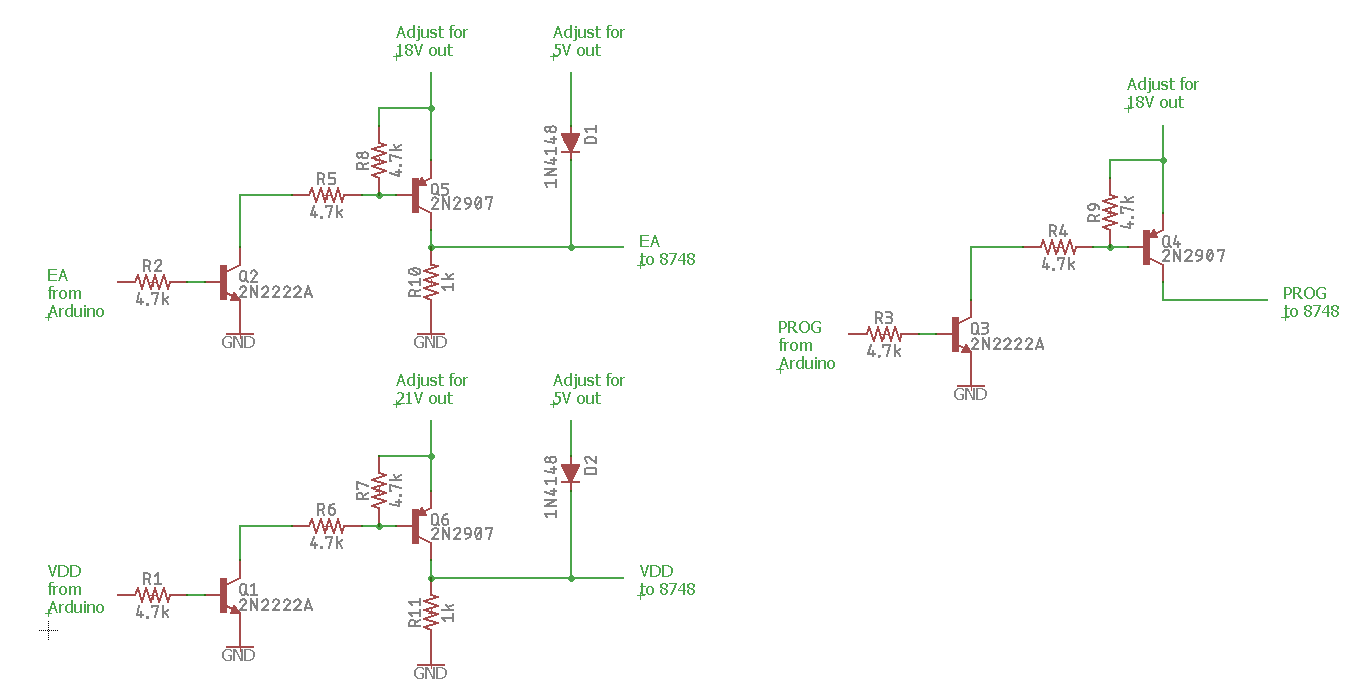 Adjust for
18V out
Adjust for
5V out
R8
4.7k
1N4148
D1
R5
4.7k
Q5
2N2907
EA
to 8748
R10
1k
EA
from
Arduino
R2
4.7k
Q2
2N2222A
GND
GND
Adjust for
21V out
Adjust for
5V out
R7
4.7k
1N4148
D2
R6
4.7k
Q6
2N2907
VDD
to 8748
R11
1k
VDD
from
Arduino
R1
4.7k
Q1
2N2222A
GND
GND
Adjust for
18V out
R9
4.7k
R4
4.7k
Q4
2N2907
PROG
to 8748
PROG
from
Arduino
R3
4.7k
Q3
2N2222A
GND